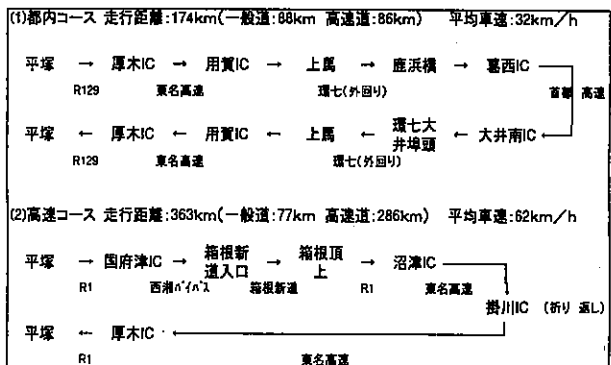 (1)都内コース 走行距離:174km(一般道:88km 高速道:86km) 平均車速:32km/h
平塚 → 厚木IC → 用賀IC → 上馬 → 鹿浜橋 → 葛西IC
R129 東名高速 環七(外回り) 首都 高速
平塚 ← 厚木IC ← 用賀IC ← 上馬 ← 環七大井埠頭 ← 大井南IC
R129 東名高速 環七(外回り)
(2)高速コース 走行距離:363km(一般道:77km 高速道:286km) 平均車速:62km/h
平塚 → 国府津IC → 箱根新道入口 → 箱根頂上 → 沼津IC
R1 西湘バイパス 箱根新道 R1 東名高速
掛川IC (折り 返し)
平塚 ← 厚木IC
R1 東名高速